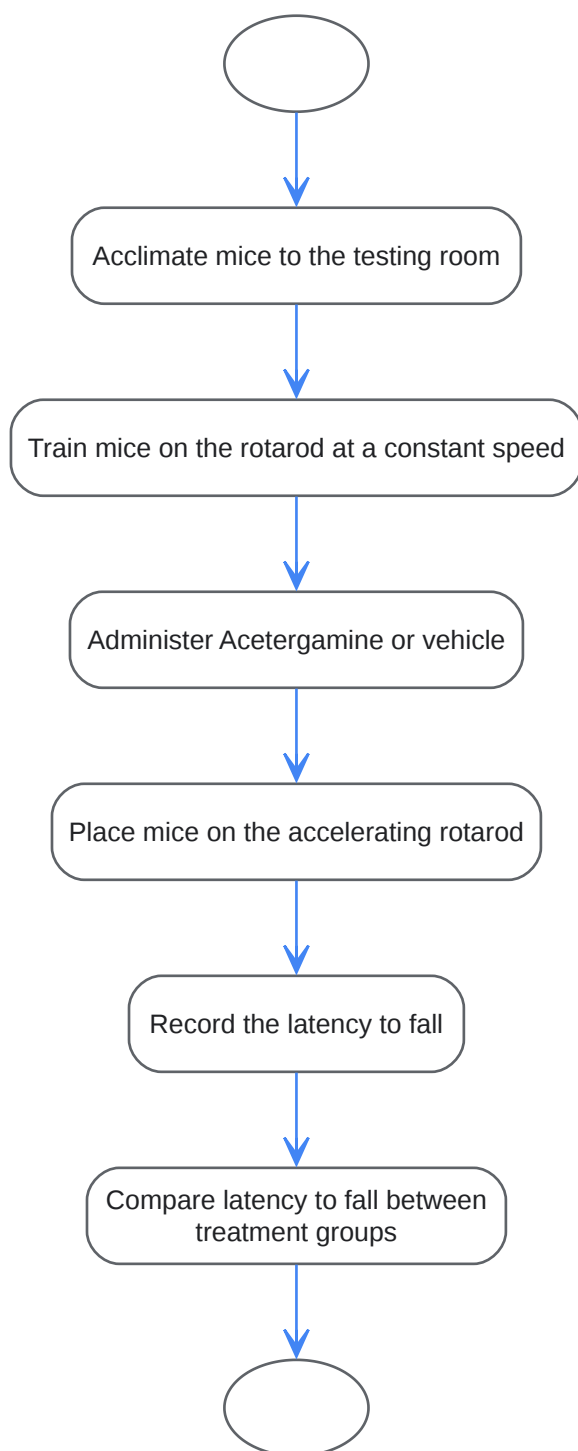 Acclimate mice to the testing room
Train mice on the rotarod at a constant speed
Administer Acetergamine or vehicle
Place mice on the accelerating rotarod
Record the latency to fall
Compare latency to fall between
treatment groups